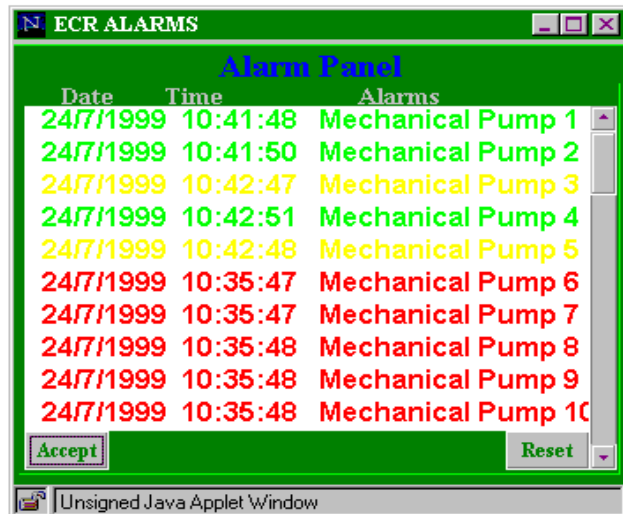 ECR ALARMS
Alarm Panel
Date Time Alarms
24/7/1999 10:41:48 Mechanical Pump 1
24/7/1999 10:41:50 Mechanical Pump 2
24/7/1999 10:42:47 Mechanical Pump 3
24/7/1999 10:42:51 Mechanical Pump 4
24/7/1999 10:42:48 Mechanical Pump 5
24/7/1999 10:35:47 Mechanical Pump 6
24/7/1999 10:35:47 Mechanical Pump 7
24/7/1999 10:35:48 Mechanical Pump 8
24/7/1999 10:35:48 Mechanical Pump 9
24/7/1999 10:35:48 Mechanical Pump 10
Accept Reset
Unsigned Java Applet Window